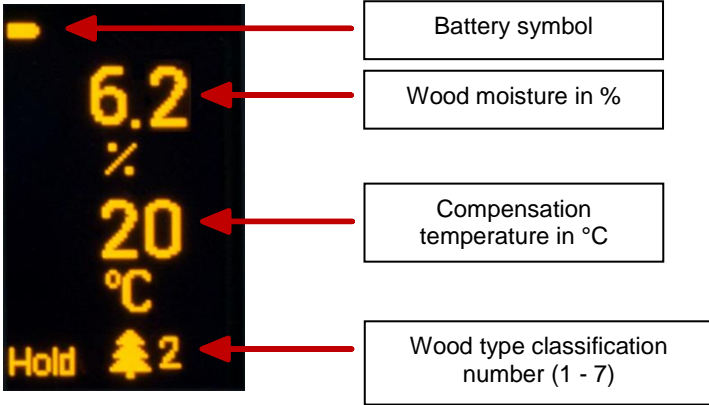 Battery symbol
6.2
Wood moisture in %
%
20
Compensation
temperature in °C
°C
Hold 2
Wood type classification
number (1 - 7)